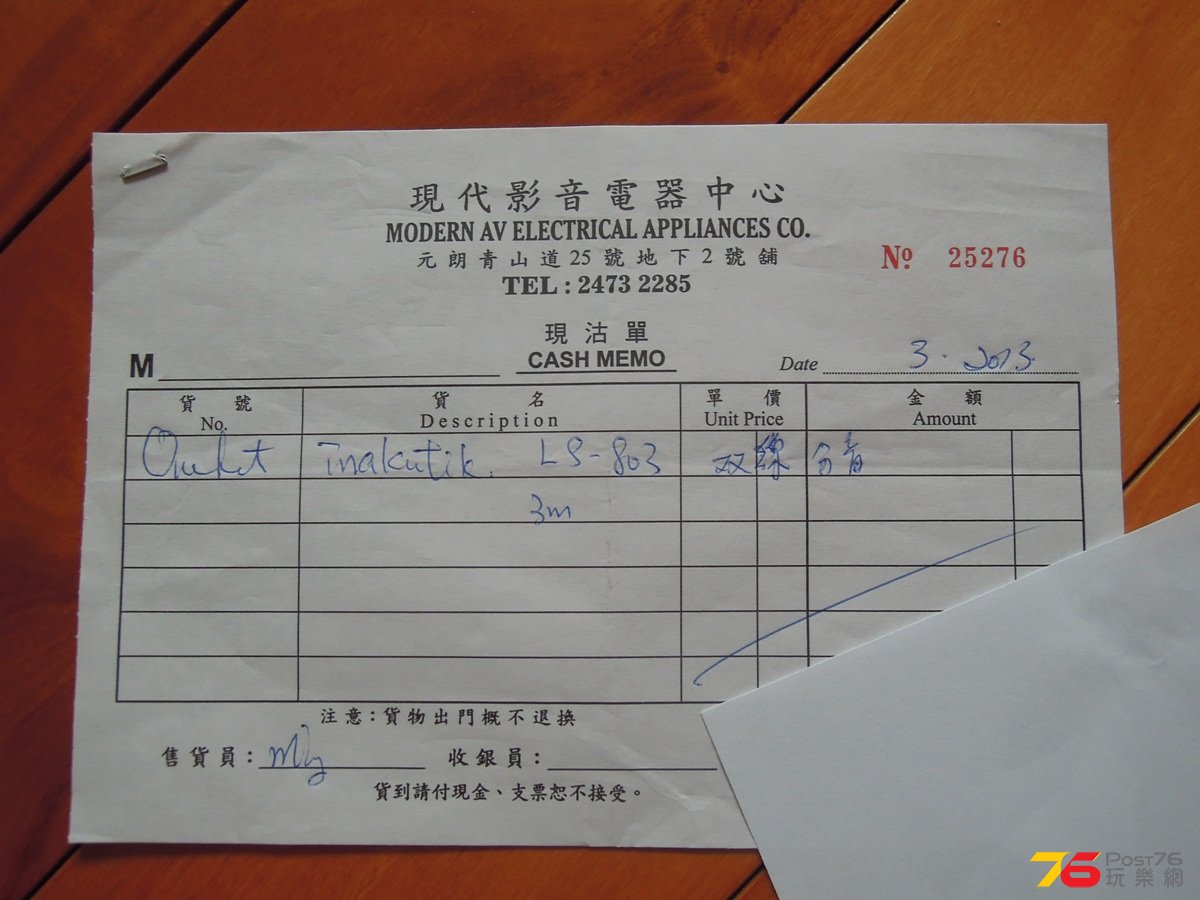 現代影音電器中心
MODERN AV ELECTRICAL APPLIANCES CO.
元朗青山道25號地下2號舖
Nº 25276
TEL : 2473 2285
現沽單
CASH MEMO
M
Date 3. 2013.
貨號 貨名 單價 金額
No. Description Unit Price Amount
inakutik. LS-803 双線分音
3m
注意:貨物出門概不退換
售貨員: 收銀員:
貨到請付現金、支票恕不接受。
76 POST76
玩樂網